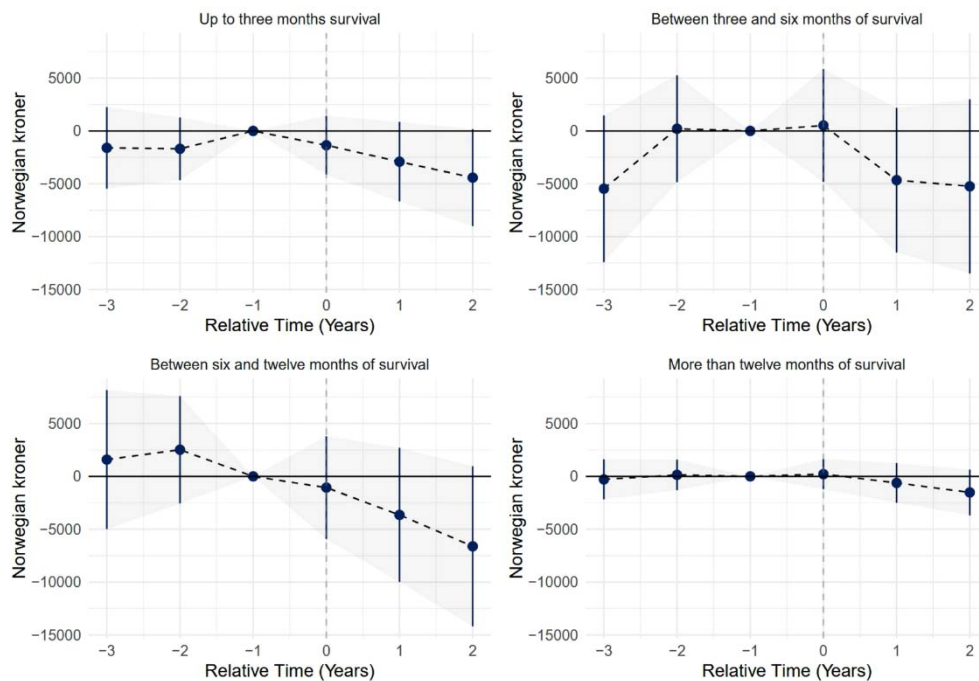 Up to three months survival
Norwegian kroner
5000
0
−5000
−10000
−15000
−3 −2 −1 0 1 2
Relative Time (Years)
Between three and six months of survival
Norwegian kroner
5000
0
−5000
−10000
−15000
−3 −2 −1 0 1 2
Relative Time (Years)
Between six and twelve months of survival
Norwegian kroner
5000
0
−5000
−10000
−15000
−3 −2 −1 0 1 2
Relative Time (Years)
More than twelve months of survival
Norwegian kroner
5000
0
−5000
−10000
−15000
−3 −2 −1 0 1 2
Relative Time (Years)